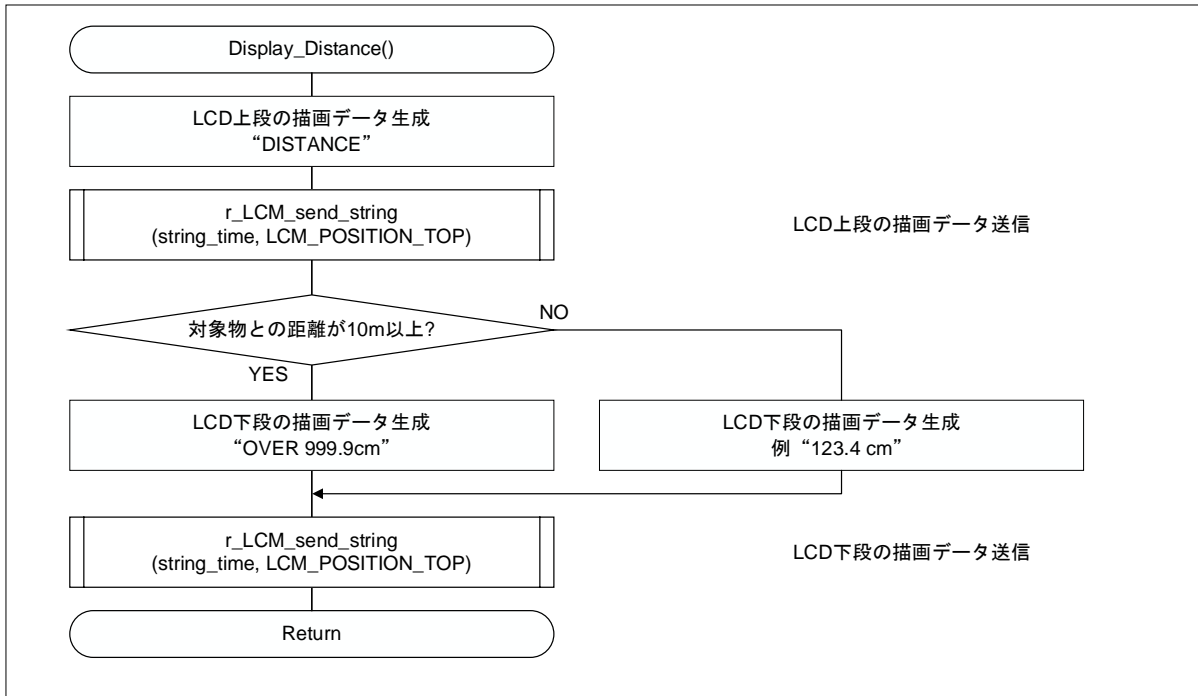 Display_Distance()
LCD上段の描画データ生成
“DISTANCE”
r_LCM_send_string
(string_time, LCM_POSITION_TOP)
LCD上段の描画データ送信
対象物との距離が10m以上?
NO
YES
LCD下段の描画データ生成
“OVER 999.9cm”
LCD下段の描画データ生成
例 “123.4 cm”
r_LCM_send_string
(string_time, LCM_POSITION_TOP)
LCD下段の描画データ送信
Return